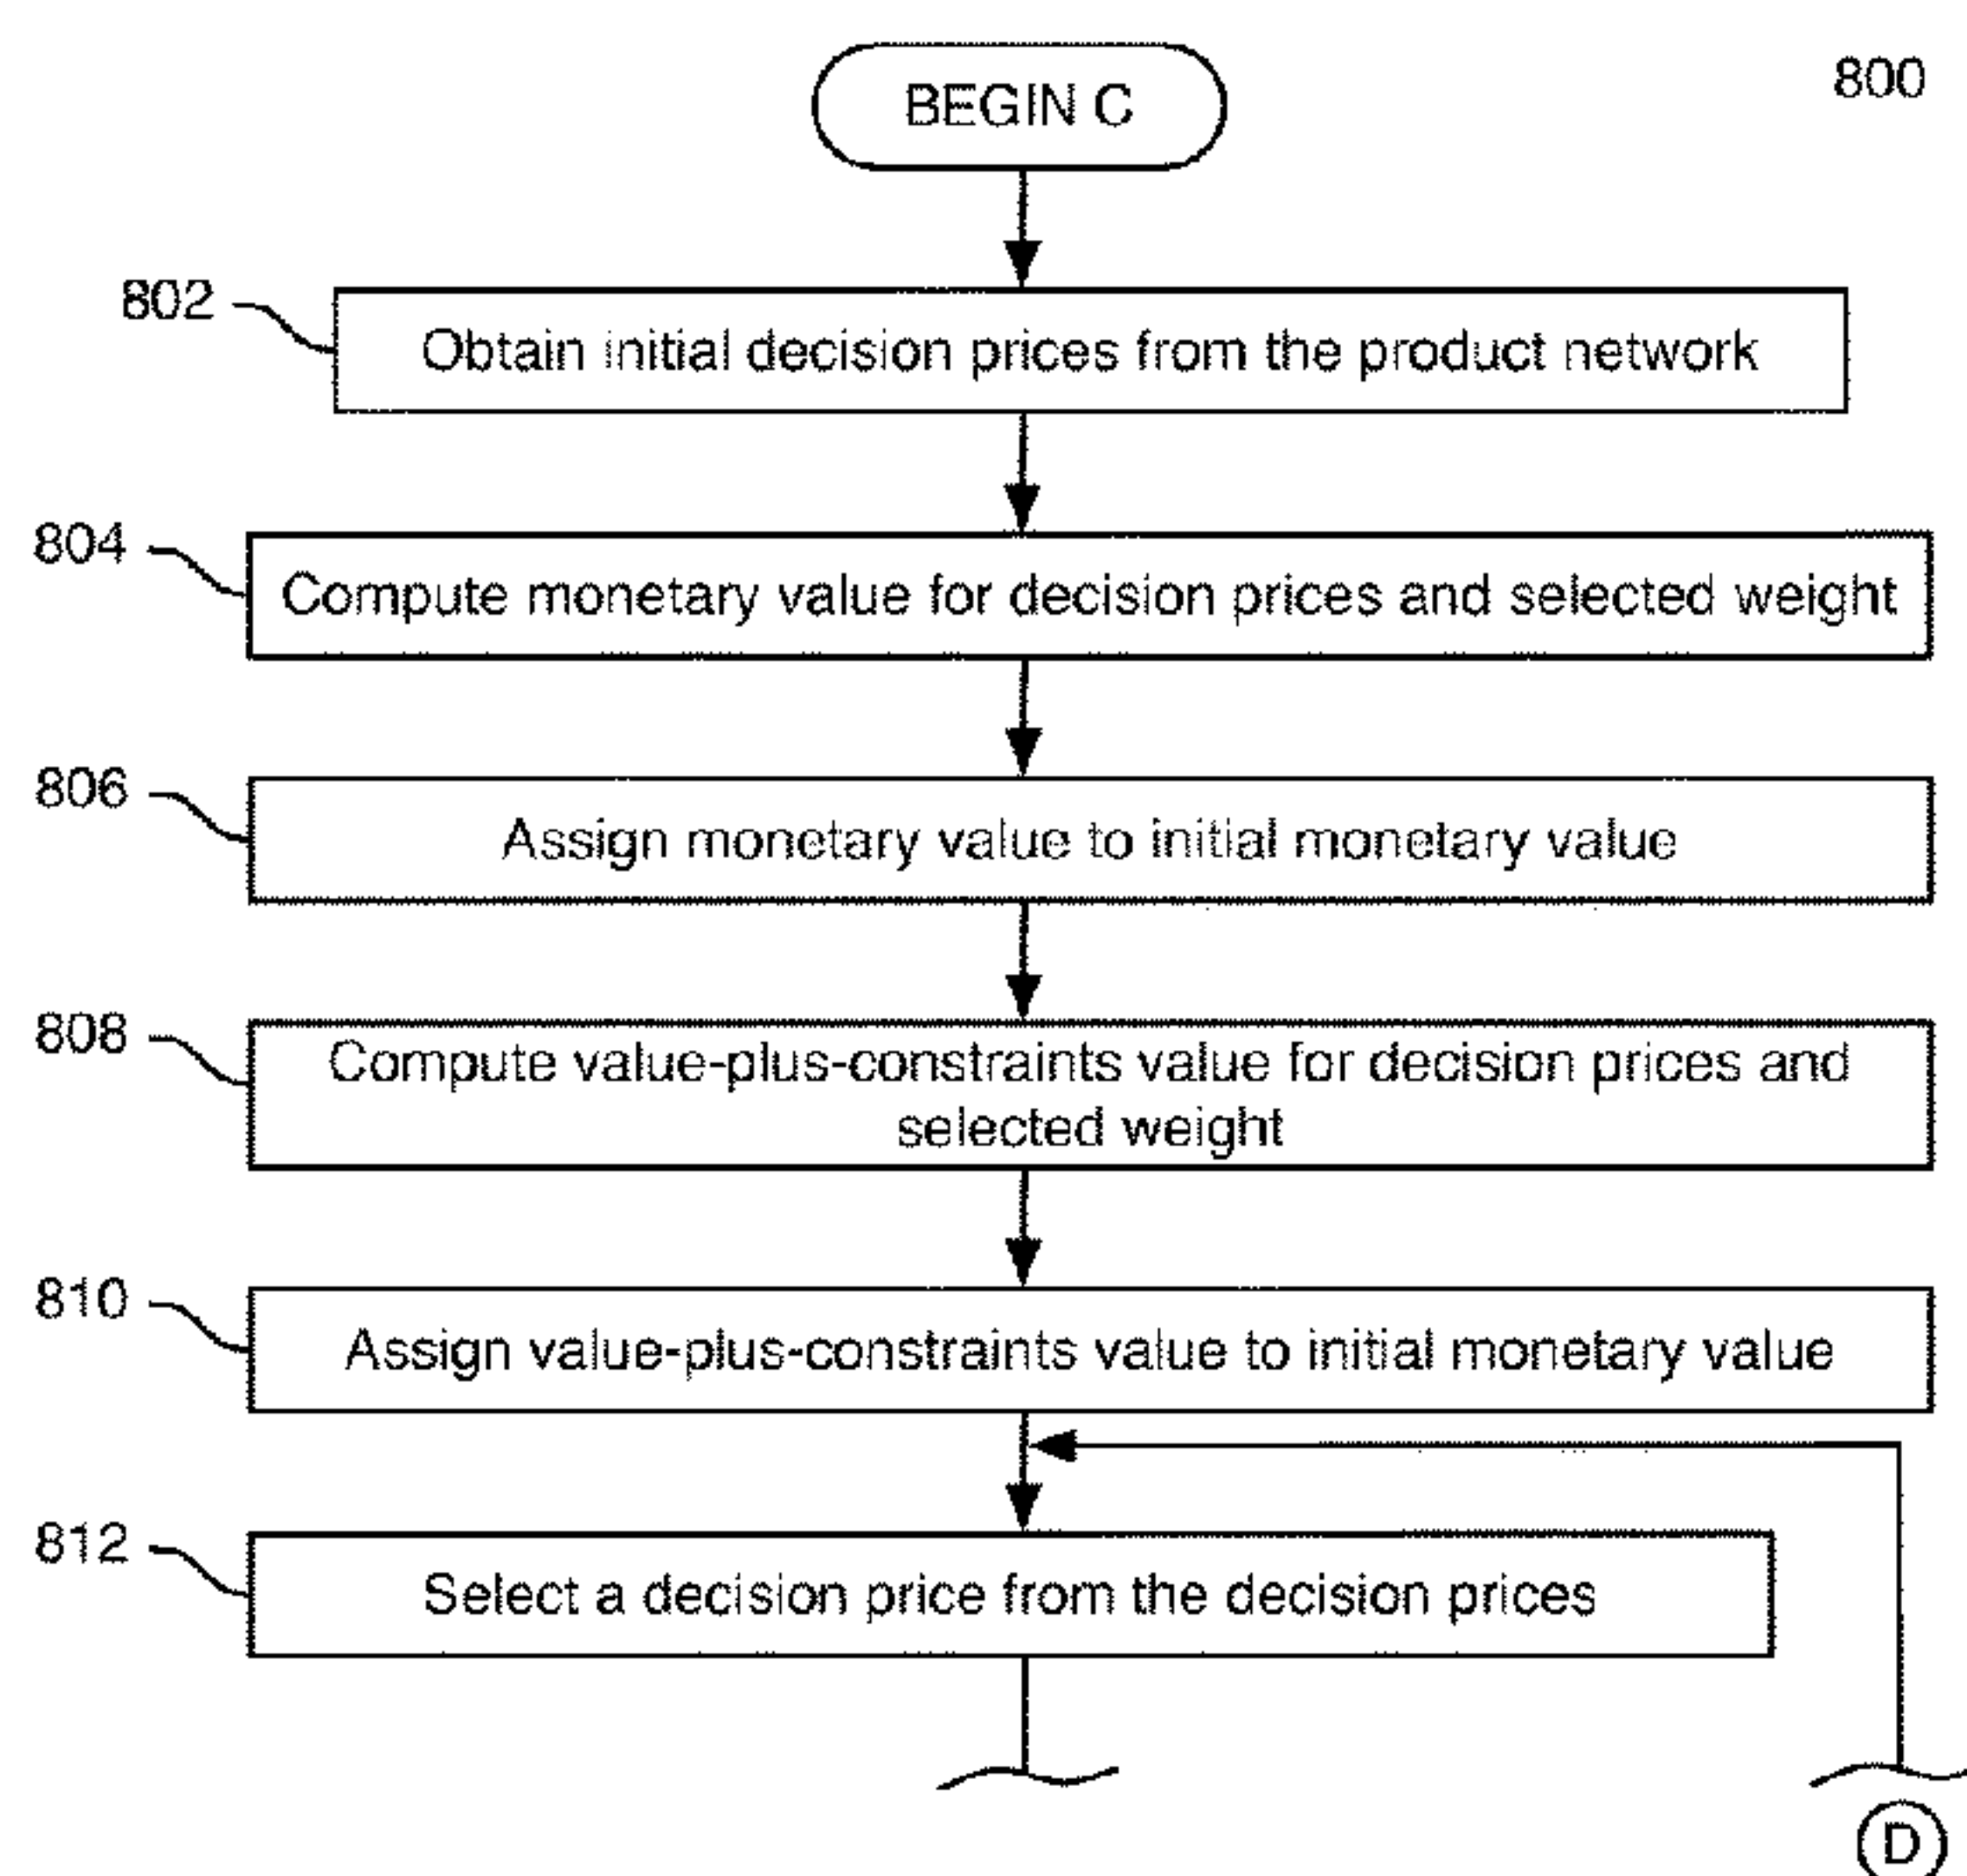 BEGIN C
800
802
Obtain initial decision prices from the product network
804
Compute monetary value for decision prices and selected weight
806
Assign monetary value to initial monetary value
808
Compute value-plus-constraints value for decision prices and
selected weight
810
Assign value-plus-constraints value to initial monetary value
812
Select a decision price from the decision prices
D